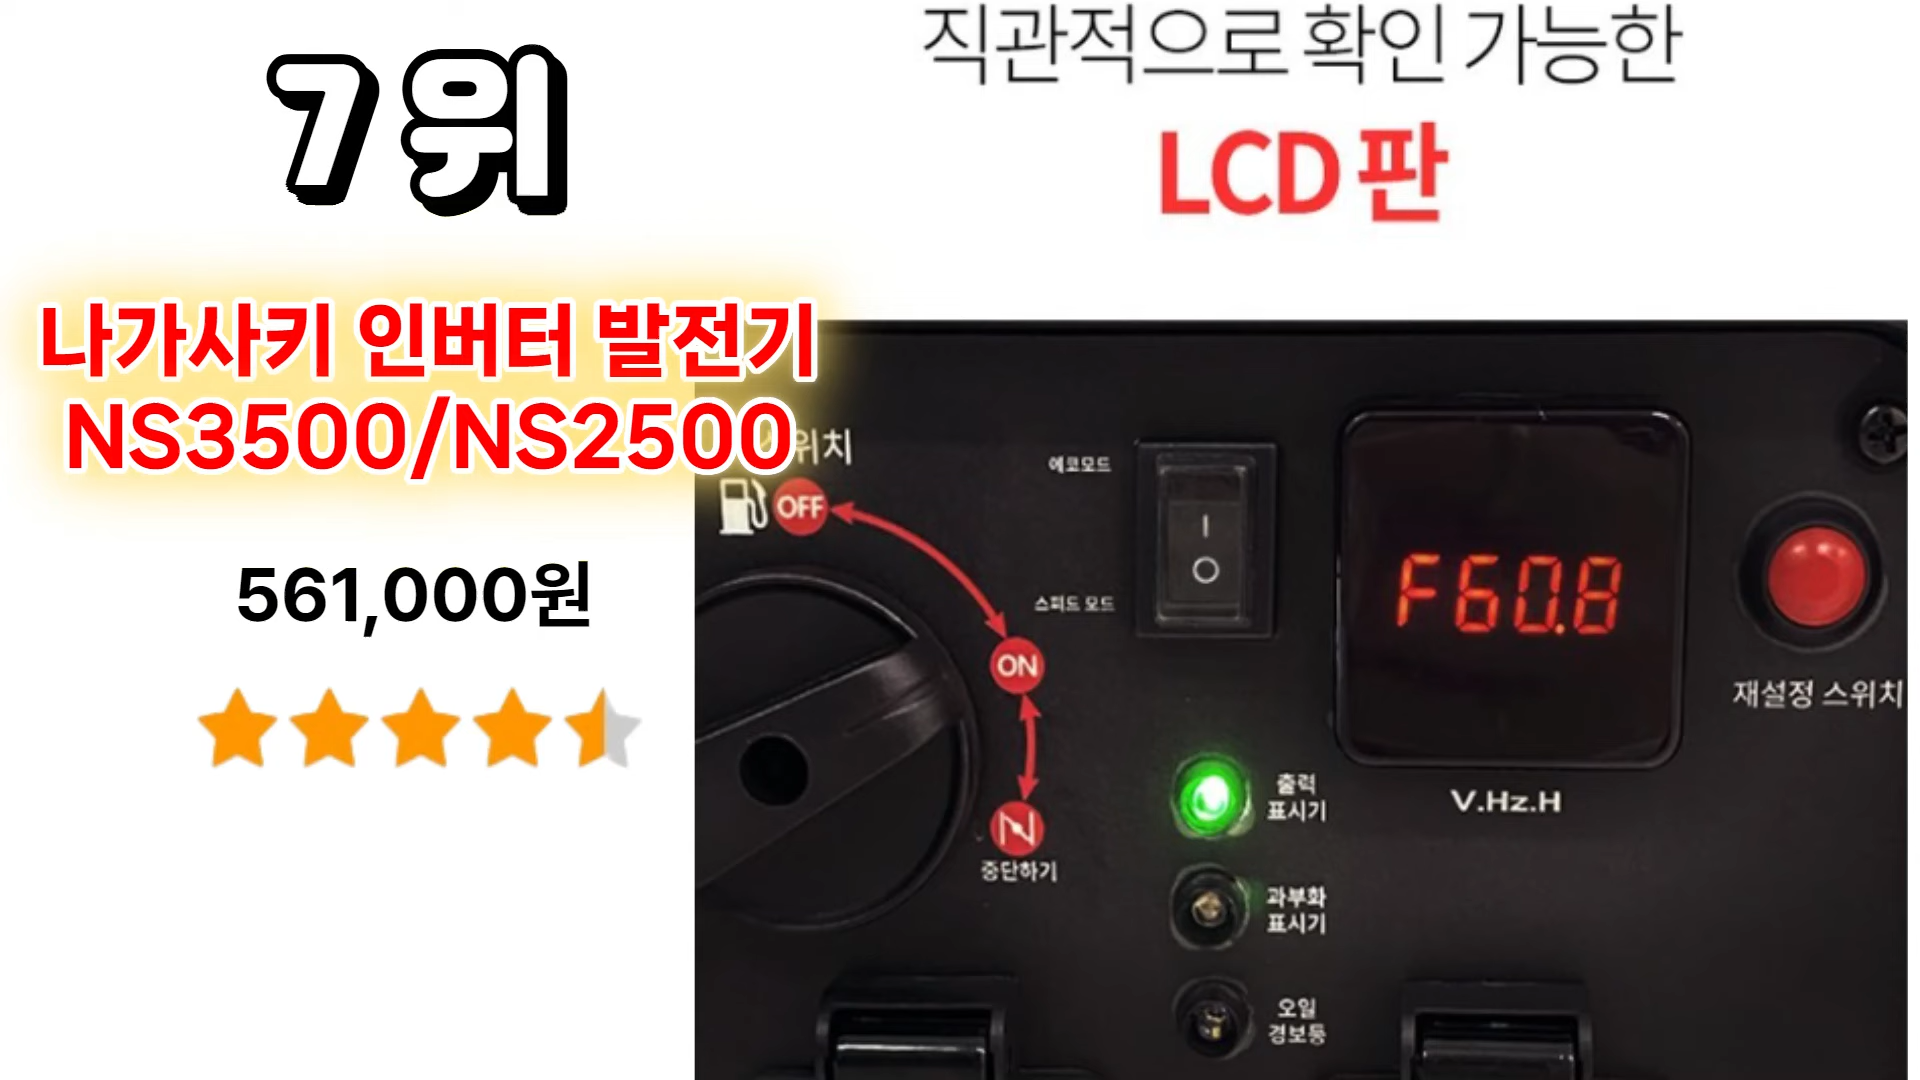 7위
직관적으로 확인 가능한
LCD 판
나가사키 인버터 발전기
NS3500/NS2500
561,000원
위치
OFF
ON
중단하기
에코모드
스피드 모드
F60.8
V.Hz.H
재설정 스위치
출력
표시기
과부화
표시기
오일
경보등